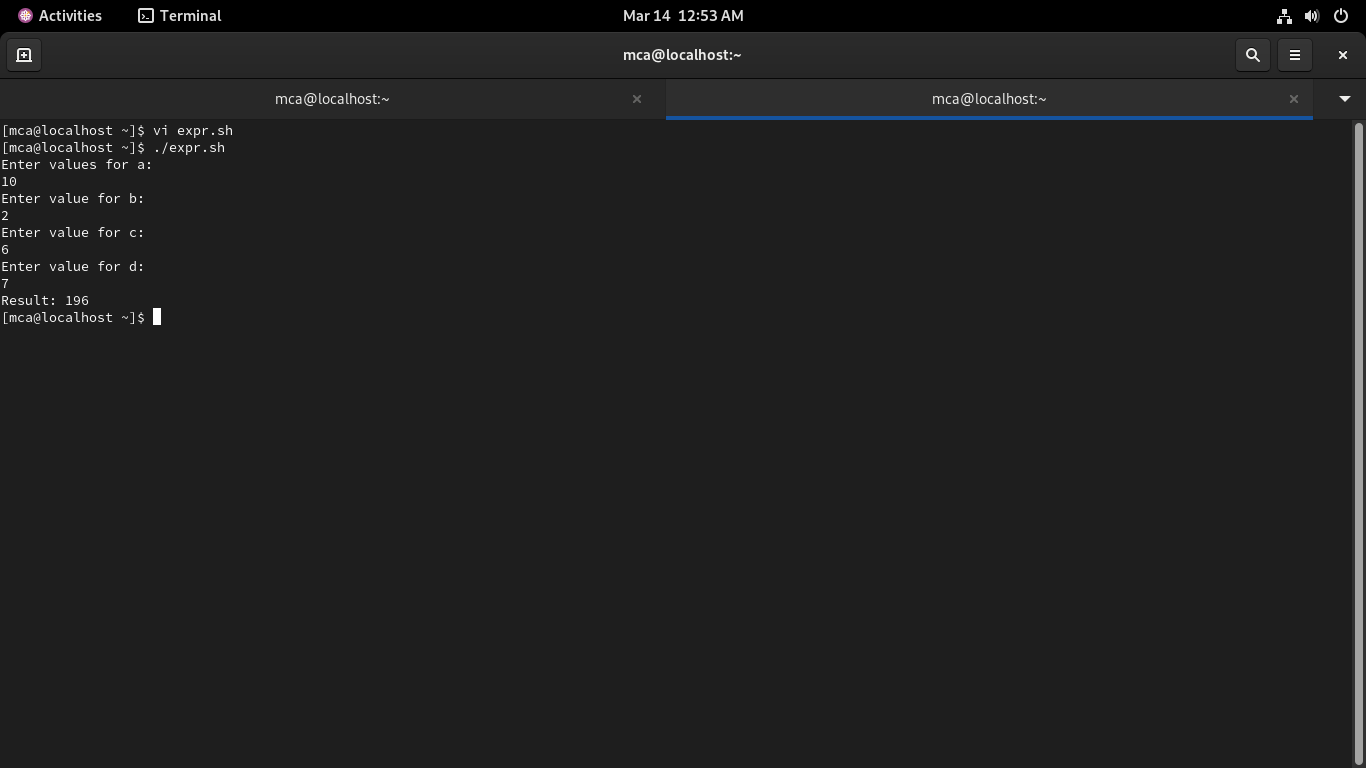 Activities Terminal Mar 14 12:53 AM
mca@localhost:~
mca@localhost:~ mca@localhost:~
[mca@localhost ~]$ vi expr.sh
[mca@localhost ~]$ ./expr.sh
Enter values for a:
10
Enter value for b:
2
Enter value for c:
6
Enter value for d:
7
Result: 196
[mca@localhost ~]$